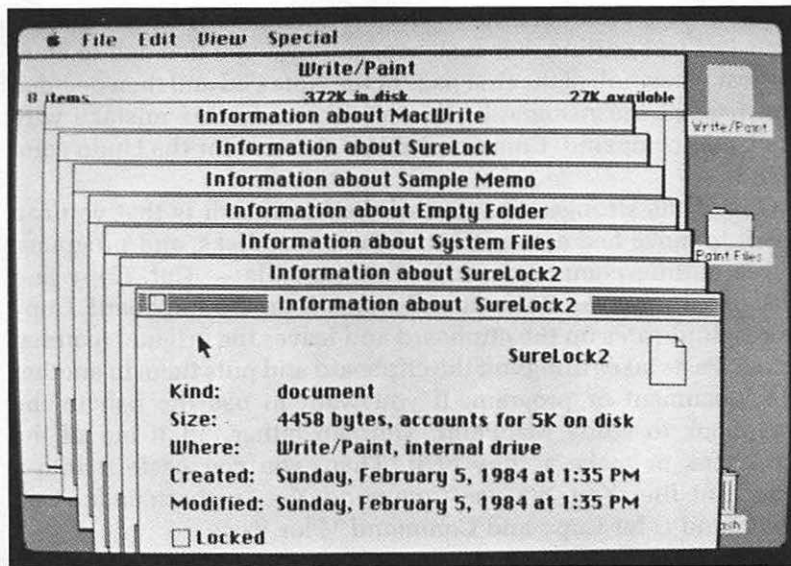 File Edit View Special
Write/Paint
8 items 372K in disk 27K available
Information about MacWrite
Write/Paint
Information about SureLock
Information about Sample Memo
Information about Empty Folder
Information about System Files
Paint Files
Information about SureLock2
Information about SureLock2
SureLock2
Kind: document
Size: 4458 bytes, accounts for 5K on disk
Where: Write/Paint, internal drive
Created: Sunday, February 5, 1984 at 1:35 PM
Modified: Sunday, February 5, 1984 at 1:35 PM
Locked